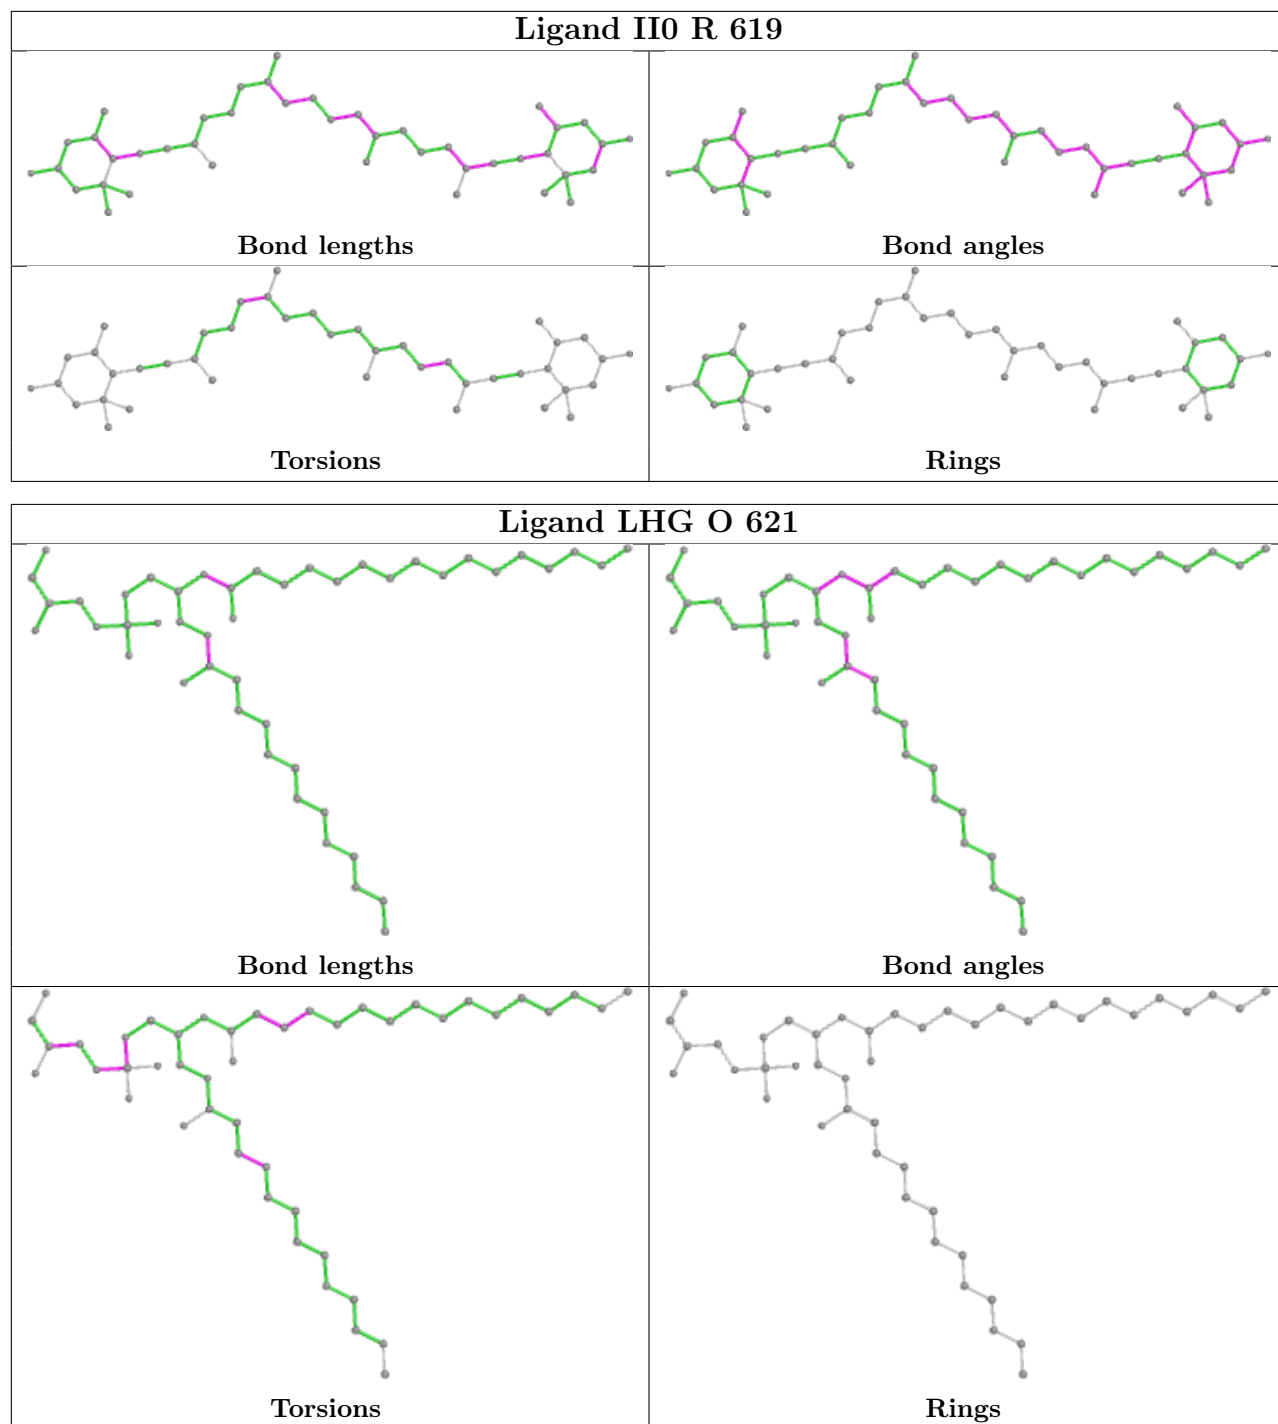 Ligand II0 R 619
Bond lengths
Bond angles
Torsions
Rings
Ligand LHG O 621
Bond lengths
Bond angles
Torsions
Rings